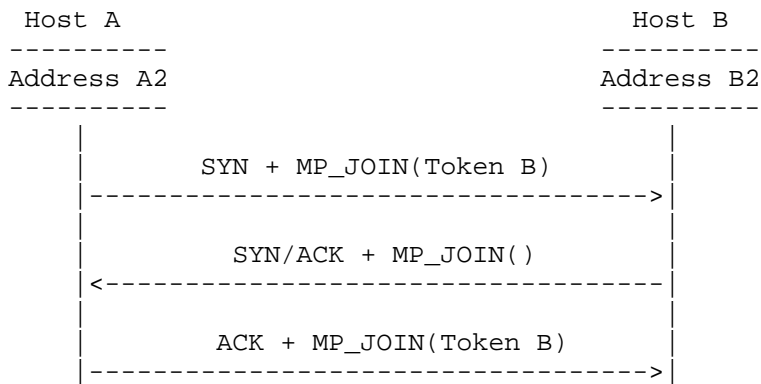 Host A Host B
---------- ----------
Address A2 Address B2
---------- ----------
SYN + MP_JOIN(Token B)
|----------------------------------->|
SYN/ACK + MP_JOIN()
|<-----------------------------------|
ACK + MP_JOIN(Token B)
|----------------------------------->|